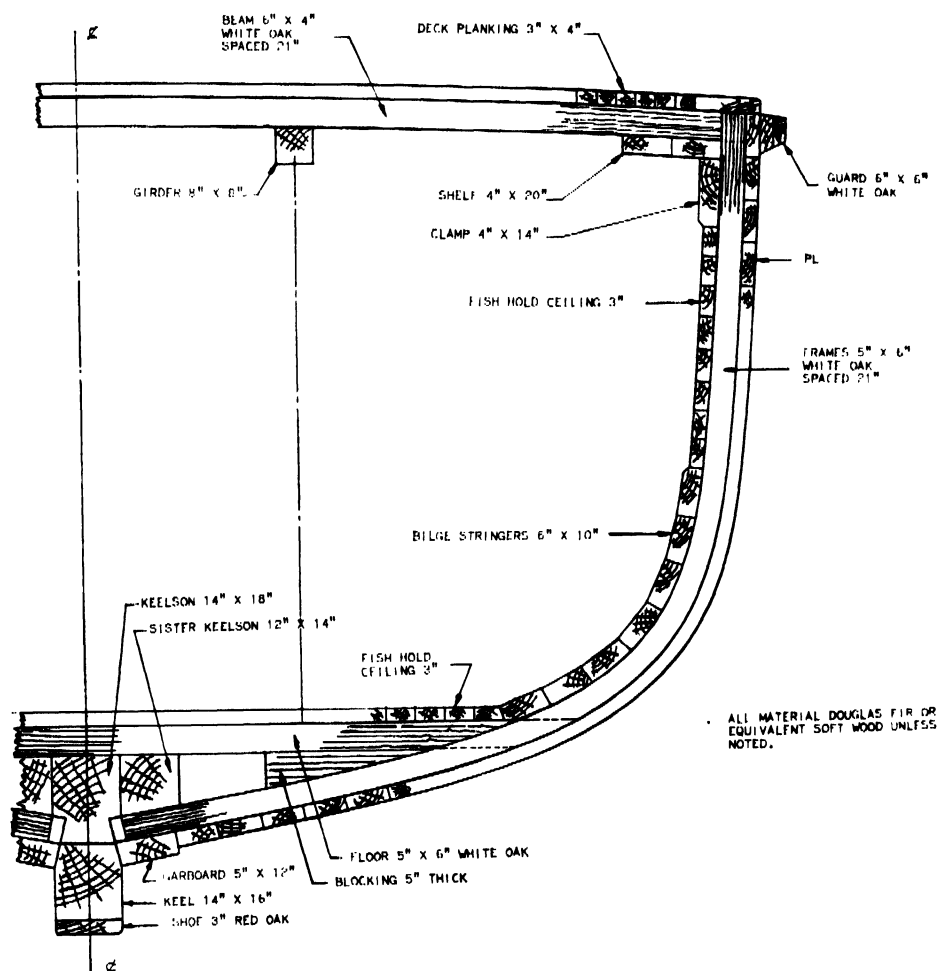 ℄
BEAM 6" X 4"
WHITE OAK
SPACED 21"
DECK PLANKING 3" X 4"
GIRDER 8" X 8"
SHELF 4" X 20"
GUARD 6" X 6"
WHITE OAK
CLAMP 4" X 14"
PL
FISH HOLD CEILING 3"
FRAMES 5" X 6"
WHITE OAK
SPACED 21"
BILGE STRINGERS 6" X 10"
KEELSON 14" X 18"
SISTER KEELSON 12" X 14"
FISH HOLD
CEILING 3"
ALL MATERIAL DOUGLAS FIR OR
EQUIVALENT SOFT WOOD UNLESS
NOTED.
FLOOR 5" X 6" WHITE OAK
GARBOARD 5" X 12"
BLOCKING 5" THICK
KEEL 14" X 16"
SHOE 3" RED OAK
℄